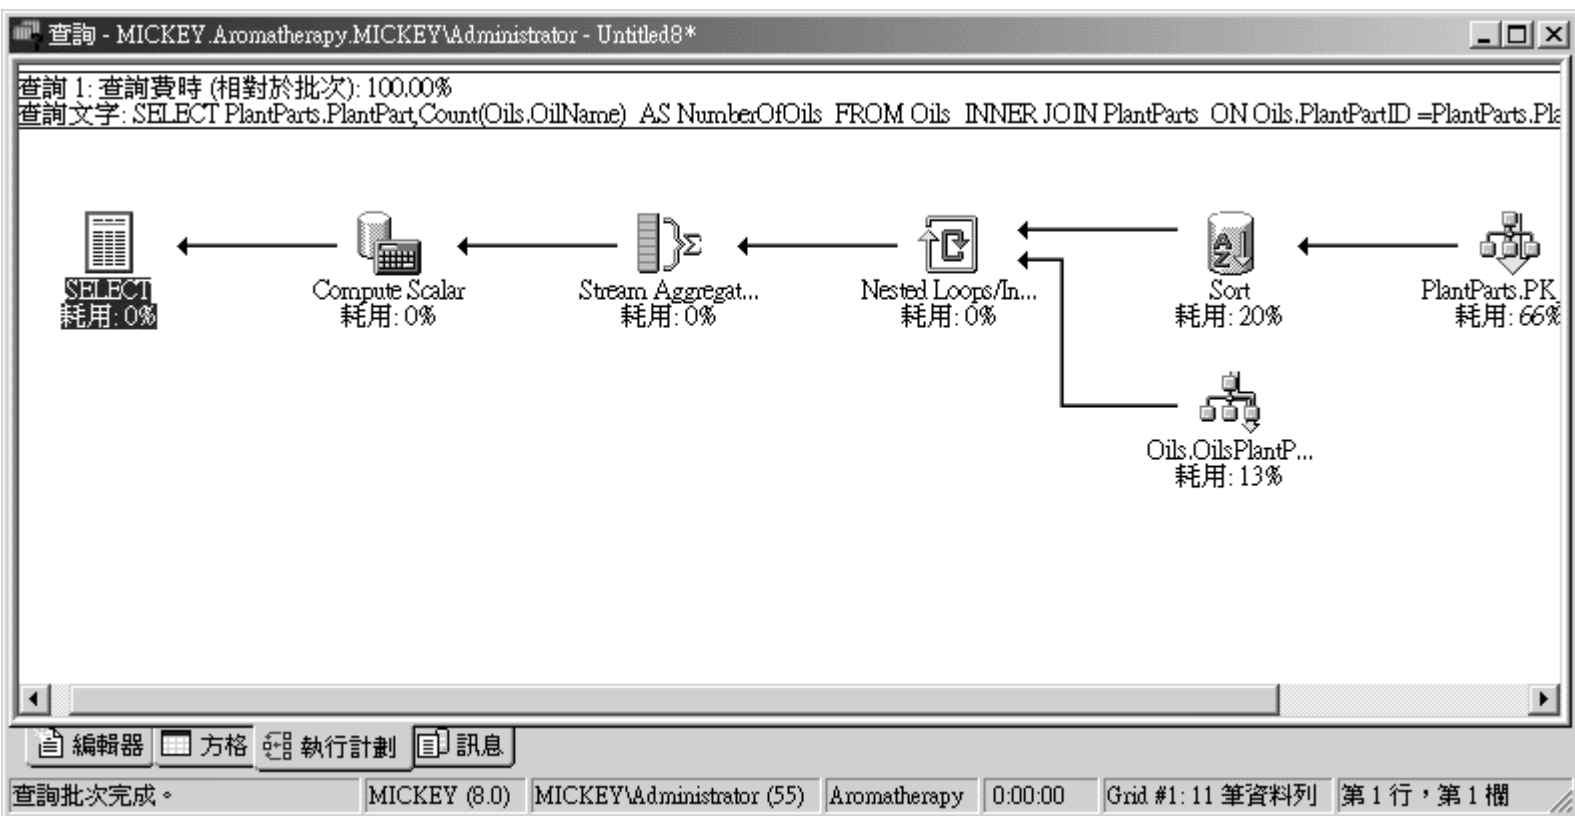 查詢 - MICKEY.Aromatherapy.MICKEY\Administrator - Untitled8*
查詢 1: 查詢費時 (相對於批次): 100.00%
查詢文字: SELECT PlantParts.PlantPart,Count(Oils.OilName) AS NumberOfOils FROM Oils INNER JOIN PlantParts ON Oils.PlantPartID =PlantParts.Pla
SELECT
耗用: 0%
Compute Scalar
耗用: 0%
Stream Aggregat...
耗用: 0%
Nested Loops/In...
耗用: 0%
Sort
耗用: 20%
PlantParts.PK
耗用: 66%
Oils.OilsPlantP...
耗用: 13%
編輯器 方格 執行計劃 訊息
查詢批次完成。 MICKEY (8.0) MICKEY\Administrator (55) Aromatherapy 0:00:00 Grid #1: 11 筆資料列 第 1 行，第 1 欄